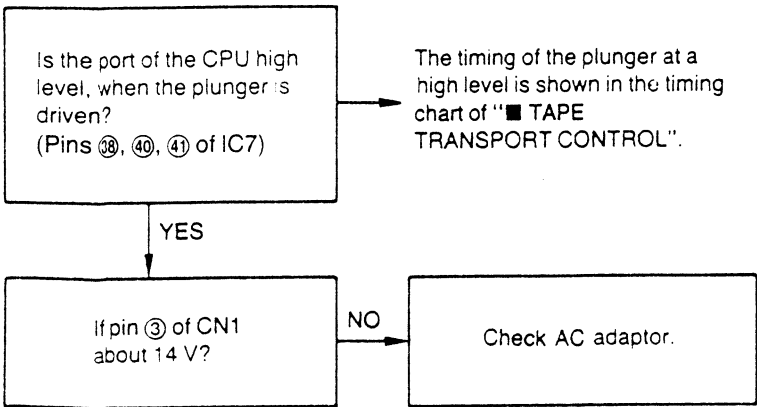 Is the port of the CPU high
level, when the plunger is
driven?
(Pins ㊳, ㊵, ㊶ of IC7)
The timing of the plunger at a
high level is shown in the timing
chart of "■ TAPE
TRANSPORT CONTROL".
YES
If pin ③ of CN1
about 14 V?
NO
Check AC adaptor.